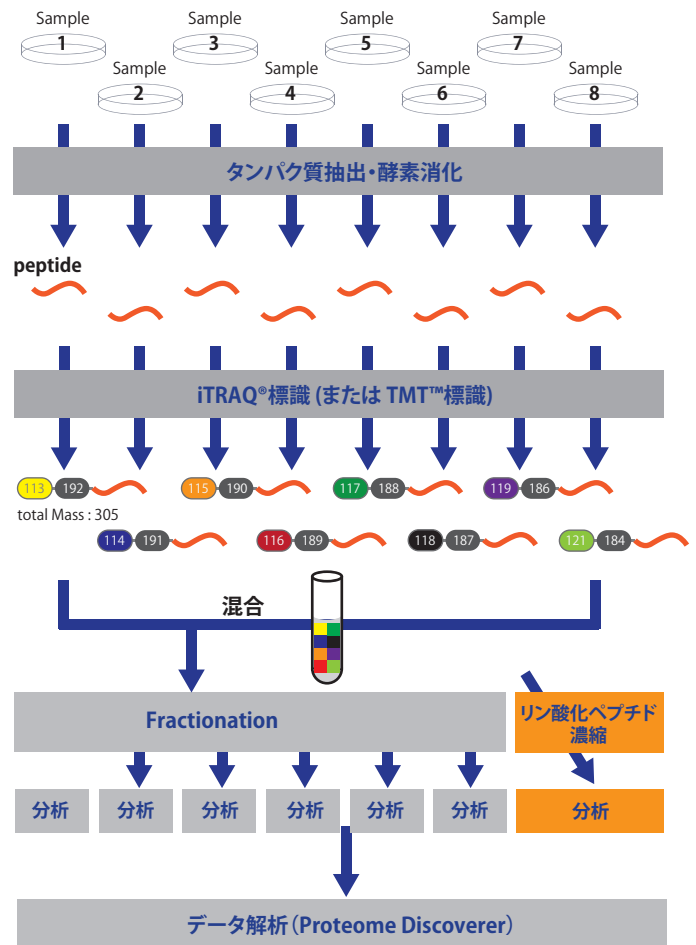 Sample
1
Sample
3
Sample
5
Sample
7
Sample
2
Sample
4
Sample
6
Sample
8
タンパク質抽出・酵素消化
peptide
iTRAQ®標識 (または TMT™標識)
113 192
115 190
117 188
119 186
total Mass : 305
114 191
116 189
118 187
121 184
混合
Fractionation
リン酸化ペプチド
濃縮
分析
分析
分析
分析
分析
分析
分析
データ解析（Proteome Discoverer）